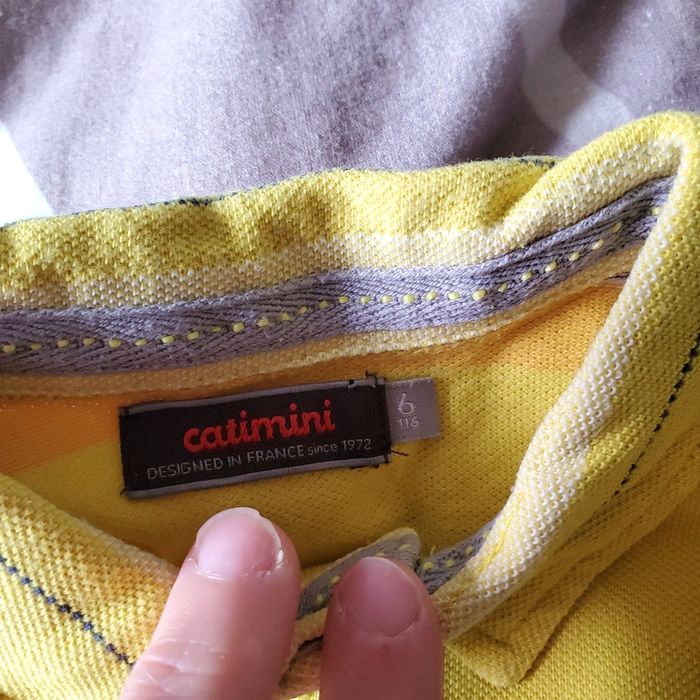 catimini
DESIGNED IN FRANCE since 1972
6
116